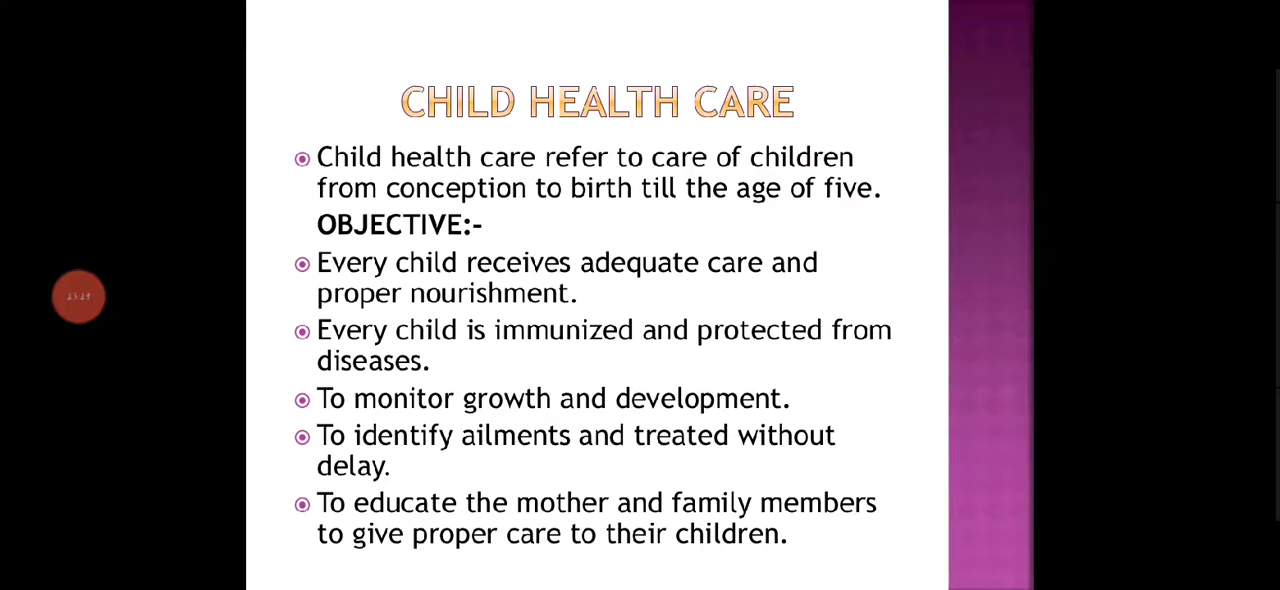 CHILD HEALTH CARE
Child health care refer to care of children
from conception to birth till the age of five.
OBJECTIVE:-
Every child receives adequate care and
proper nourishment.
Every child is immunized and protected from
diseases.
To monitor growth and development.
To identify ailments and treated without
delay.
To educate the mother and family members
to give proper care to their children.